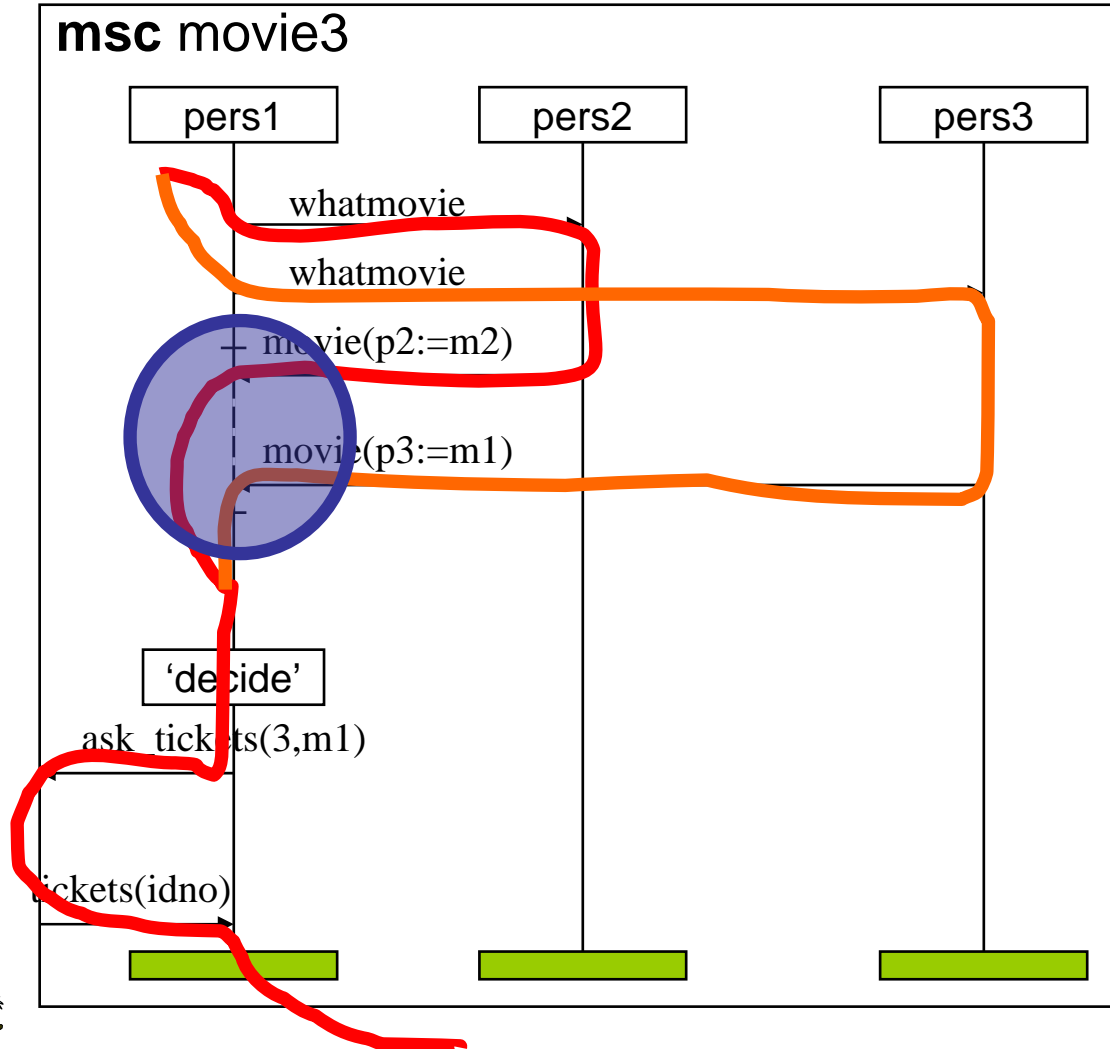 msc movie3
pers1 pers2 pers3
whatmovie
whatmovie
movie(p2:=m2)
movie(p3:=m1)
‘decide’
ask_tickets(3,m1)
tickets(idno)